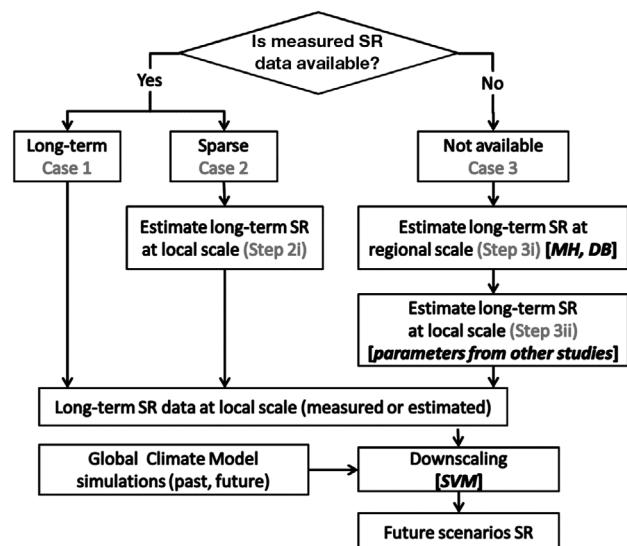 Is measured SR
data available?
Yes
No
Long-term
Case 1
Sparse
Case 2
Not available
Case 3
Estimate long-term SR
at local scale (Step 2i)
Estimate long-term SR at
regional scale (Step 3i) [MH, DB]
Estimate long-term SR
at local scale (Step 3ii)
[parameters from other studies]
Long-term SR data at local scale (measured or estimated)
Global Climate Model
simulations (past, future)
Downscaling
[SVM]
Future scenarios SR